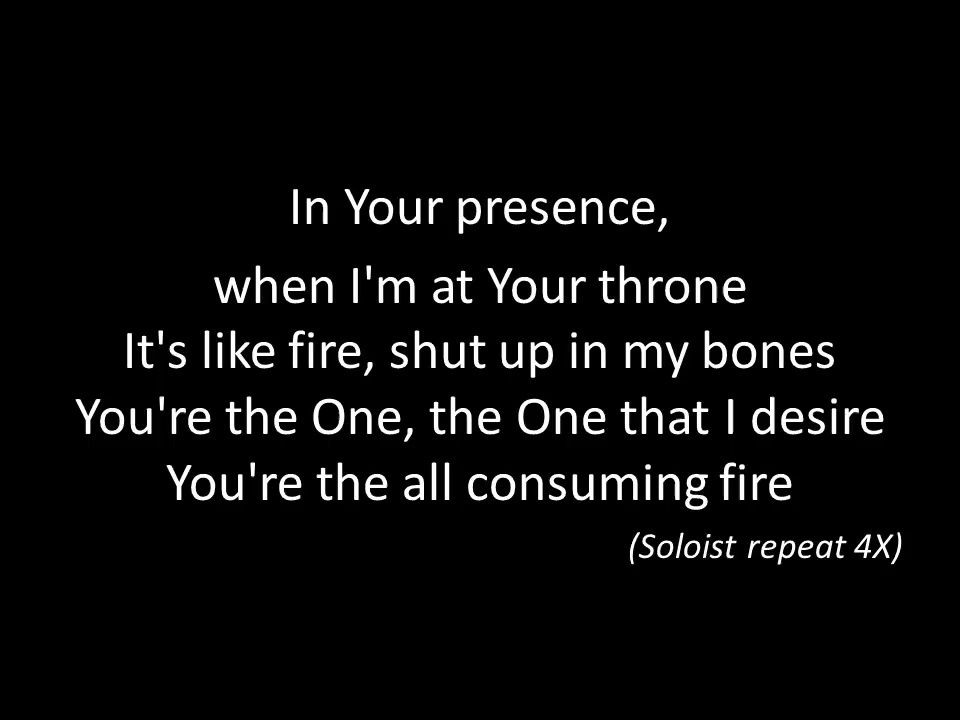 In Your presence,
when I'm at Your throne
It's like fire, shut up in my bones
You're the One, the One that I desire
You're the all consuming fire
(Soloist repeat 4X)